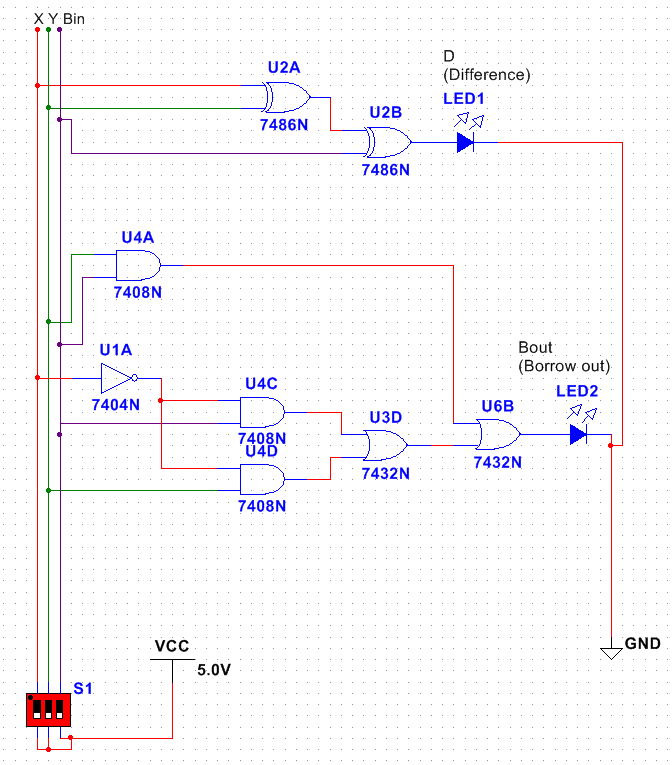 X Y Bin
D
(Difference)
LED1
U2A
7486N
U2B
7486N
U4A
7408N
U1A
7404N
U4C
7408N
U4D
7408N
U3D
7432N
U6B
7432N
Bout
(Borrow out)
LED2
GND
VCC
5.0V
S1